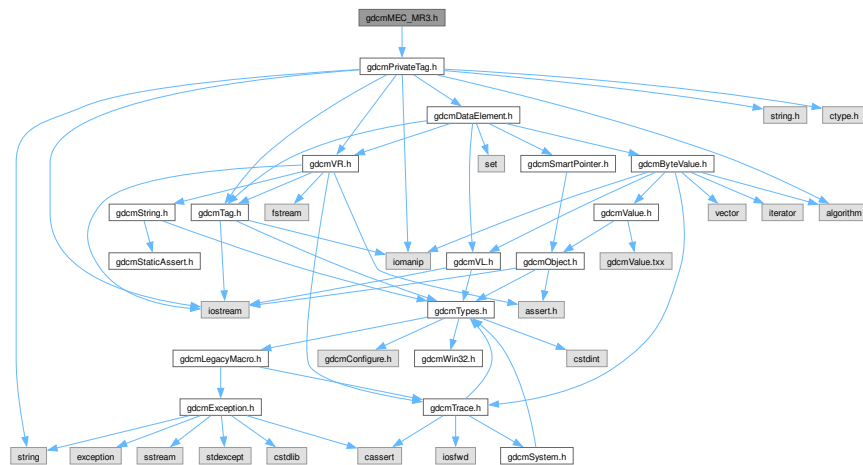 gdcmMEC_MR3.h
gdcmPrivateTag.h
gdcmDataElement.h
string.h
ctype.h
gdcmVR.h
set
gdcmSmartPointer.h
gdcmByteValue.h
gdcmString.h
gdcmTag.h
fstream
gdcmValue.h
vector
iterator
algorithm
gdcmStaticAssert.h
iomanip
gdcmVL.h
gdcmObject.h
gdcmValue.txx
iostream
gdcmTypes.h
assert.h
gdcmLegacyMacro.h
gdcmConfigure.h
gdcmWin32.h
cstdint
gdcmException.h
gdcmTrace.h
string
exception
sstream
stdexcept
cstdlib
cassert
iosfwd
gdcmSystem.h